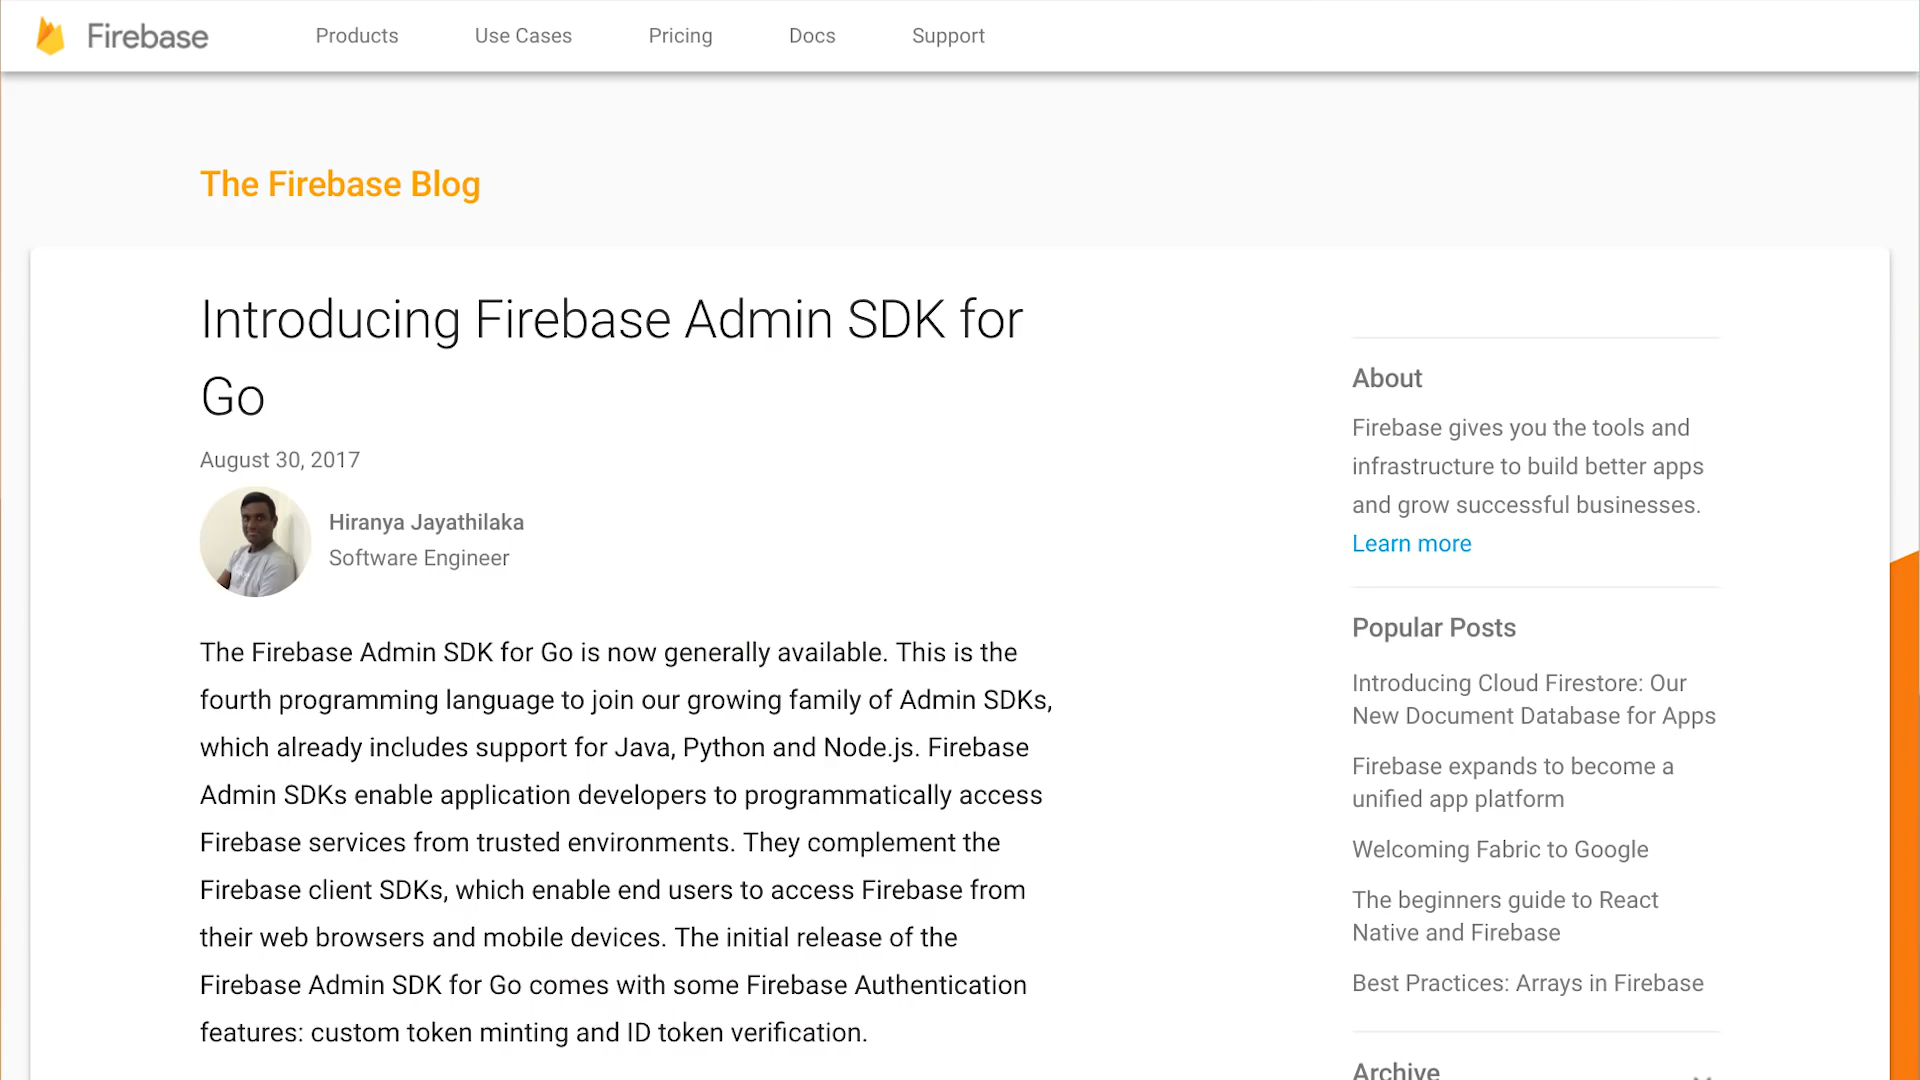 Firebase
Products
Use Cases
Pricing
Docs
Support
The Firebase Blog
Introducing Firebase Admin SDK for
Go
August 30, 2017
Hiranya Jayathilaka
Software Engineer
The Firebase Admin SDK for Go is now generally available. This is the
fourth programming language to join our growing family of Admin SDKs,
which already includes support for Java, Python and Node.js. Firebase
Admin SDKs enable application developers to programmatically access
Firebase services from trusted environments. They complement the
Firebase client SDKs, which enable end users to access Firebase from
their web browsers and mobile devices. The initial release of the
Firebase Admin SDK for Go comes with some Firebase Authentication
features: custom token minting and ID token verification.
About
Firebase gives you the tools and
infrastructure to build better apps
and grow successful businesses.
Learn more
Popular Posts
Introducing Cloud Firestore: Our
New Document Database for Apps
Firebase expands to become a
unified app platform
Welcoming Fabric to Google
The beginners guide to React
Native and Firebase
Best Practices: Arrays in Firebase
Archive